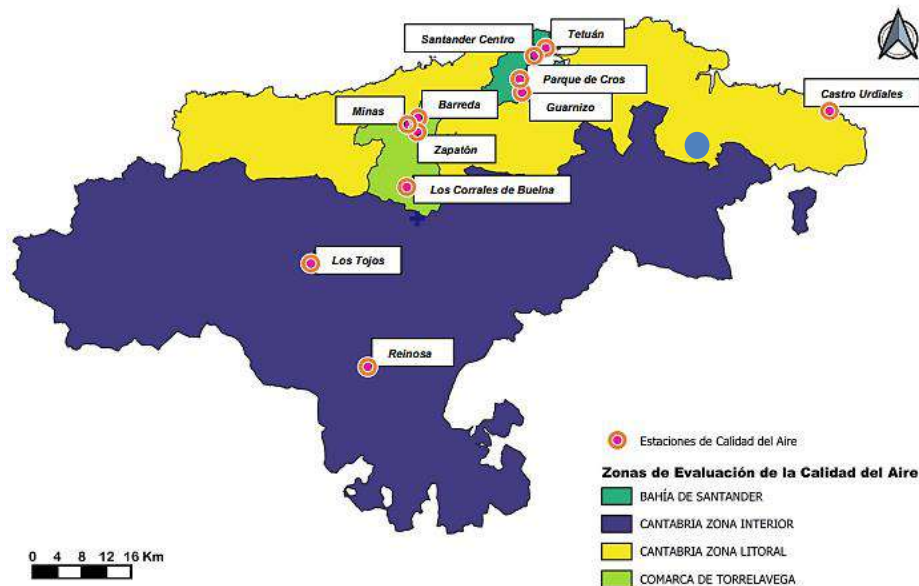 Santander Centro
Tetuán
Parque de Cros
Guarnizo
Castro Urdiales
Minas
Barreda
Zapatón
Los Corrales de Buelna
Los Tojos
Reinosa
Estaciones de Calidad del Aire
Zonas de Evaluación de la Calidad del Aire
BAHÍA DE SANTANDER
CANTABRIA ZONA INTERIOR
CANTABRIA ZONA LITORAL
COMARCA DE TORRELAVEGA
0 4 8 12 16 Km